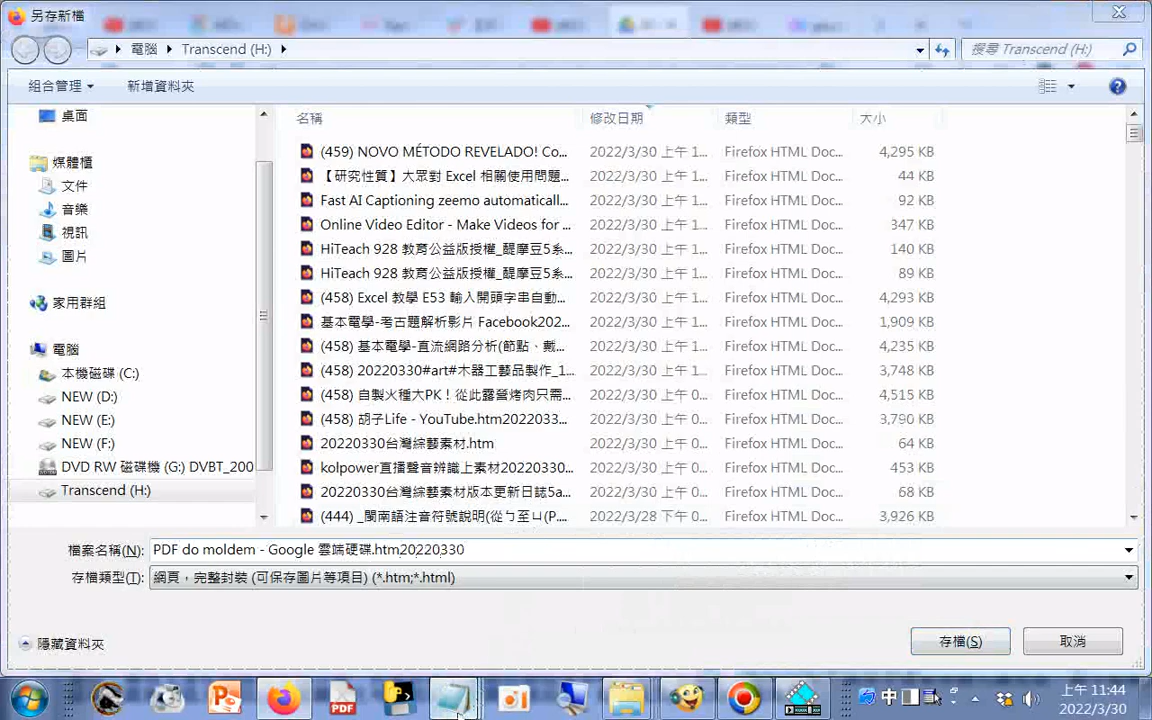 另存新檔
電腦 Transcend (H:)
搜尋 Transcend (H:)
組合管理
新增資料夾
名稱 修改日期 類型 大小
(459) NOVO MÉTODO REVELADO! Co... 2022/3/30 上午 1... Firefox HTML Doc... 4,295 KB
【研究性質】大眾對 Excel 相關使用問題... 2022/3/30 上午 1... Firefox HTML Doc... 44 KB
Fast AI Captioning zeemo automaticall... 2022/3/30 上午 1... Firefox HTML Doc... 92 KB
Online Video Editor - Make Videos for ... 2022/3/30 上午 1... Firefox HTML Doc... 347 KB
HiTeach 928 教育公益版授權_醍摩豆5系... 2022/3/30 上午 1... Firefox HTML Doc... 140 KB
HiTeach 928 教育公益版授權_醍摩豆5系... 2022/3/30 上午 1... Firefox HTML Doc... 89 KB
(458) Excel 教學 E53 輸入開頭字串自動... 2022/3/30 上午 1... Firefox HTML Doc... 4,293 KB
基本電學-考古題解析影片 Facebook202... 2022/3/30 上午 1... Firefox HTML Doc... 1,909 KB
(458) 基本電學-直流網路分析(節點、戴... 2022/3/30 上午 1... Firefox HTML Doc... 4,235 KB
(458) 20220330#art#木器工藝品製作_1... 2022/3/30 上午 1... Firefox HTML Doc... 3,748 KB
(458) 自製火種大PK！從此露營烤肉只需... 2022/3/30 上午 0... Firefox HTML Doc... 4,515 KB
(458) 胡子Life - YouTube.htm2022033... 2022/3/30 上午 0... Firefox HTML Doc... 3,790 KB
20220330台灣綜藝素材.htm 2022/3/30 上午 0... Firefox HTML Doc... 64 KB
kolpower直播聲音辨識上素材20220330... 2022/3/30 上午 0... Firefox HTML Doc... 453 KB
20220330台灣綜藝素材版本更新日誌5a... 2022/3/30 上午 0... Firefox HTML Doc... 68 KB
(444) _閩南語注音符號說明(從ㄅ至ㄩ(P... 2022/3/28 下午 0... Firefox HTML Doc... 3,926 KB
桌面
媒體櫃
文件
音樂
視訊
圖片
家用群組
電腦
本機磁碟 (C:)
NEW (D:)
NEW (E:)
NEW (F:)
DVD RW 磁碟機 (G:) DVBT_200
Transcend (H:)
檔案名稱(N): PDF do moldem - Google 雲端硬碟.htm20220330
存檔類型(T): 網頁，完整封裝 (可保存圖片等項目) (*.htm;*.html)
隱藏資料夾
存檔(S)
取消
PDF
中
上午 11:44
2022/3/30